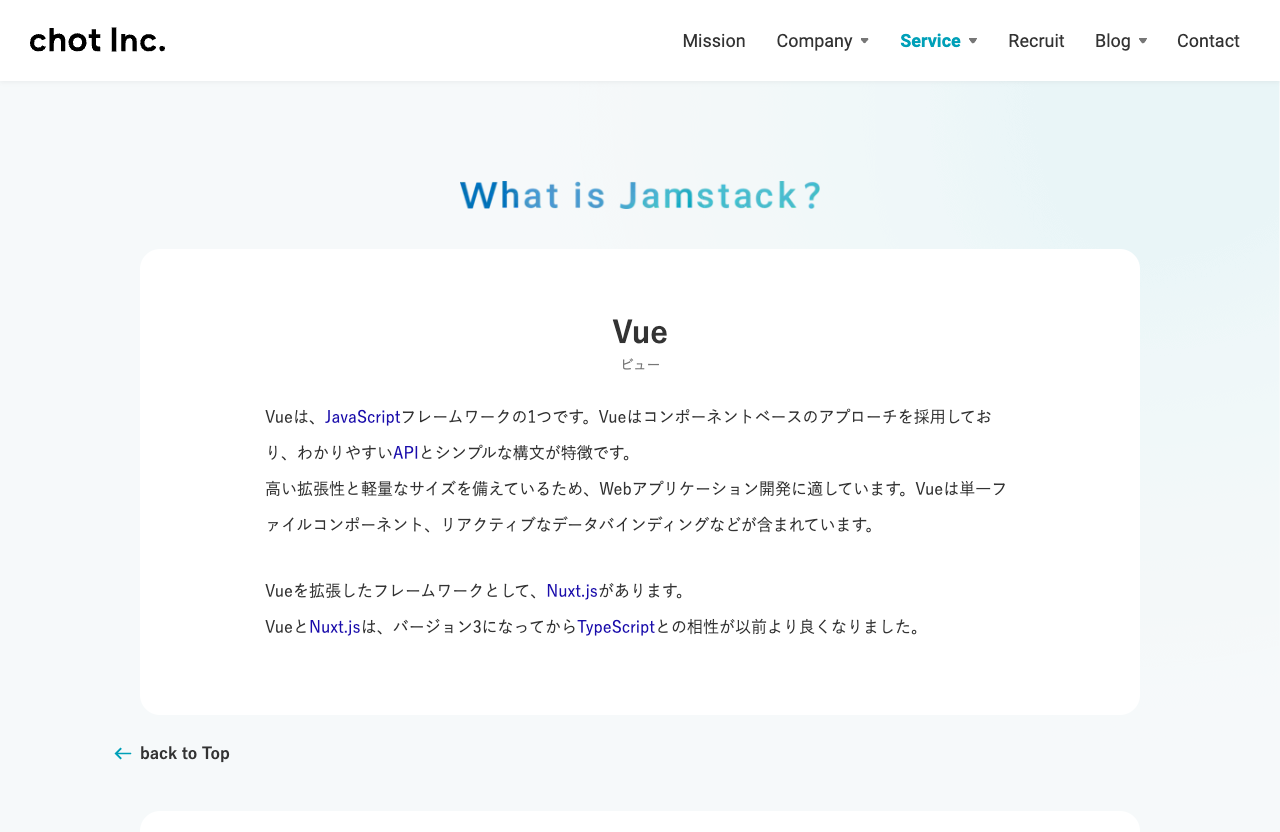 chot Inc.
Mission
Company
Service
Recruit
Blog
Contact
What is Jamstack?
Vue
ビュー
Vueは、JavaScriptフレームワークの1つです。Vueはコンポーネントベースのアプローチを採用してお
り、わかりやすいAPIとシンプルな構文が特徴です。
高い拡張性と軽量なサイズを備えているため、Webアプリケーション開発に適しています。Vueは単一フ
ァイルコンポーネント、リアクティブなデータバインディングなどが含まれています。
Vueを拡張したフレームワークとして、Nuxt.jsがあります。
VueとNuxt.jsは、バージョン3になってからTypeScriptとの相性が以前より良くなりました。
back to Top